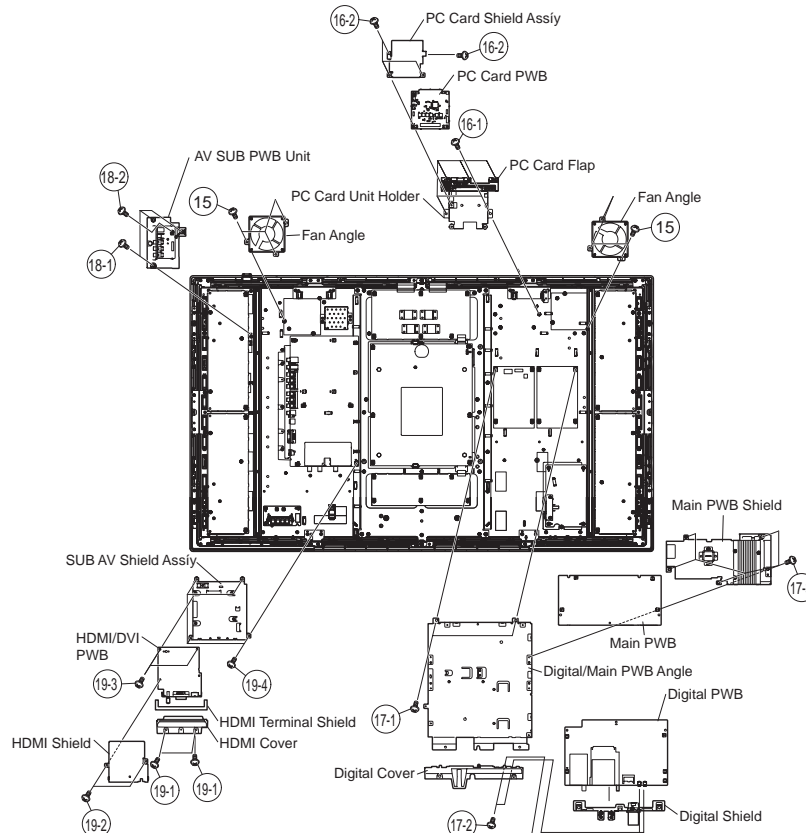 16-2
PC Card Shield Assíy
16-2
PC Card PWB
16-1
AV SUB PWB Unit
PC Card Flap
18-2
15
PC Card Unit Holder
Fan Angle
Fan Angle
15
18-1
Main PWB Shield
SUB AV Shield Assíy
17-
HDMI/DVI
PWB
Main PWB
19-3
19-4
Digital/Main PWB Angle
Digital PWB
HDMI Terminal Shield
17-1
HDMI Shield
HDMI Cover
Digital Cover
19-1
19-1
19-2
17-2
Digital Shield